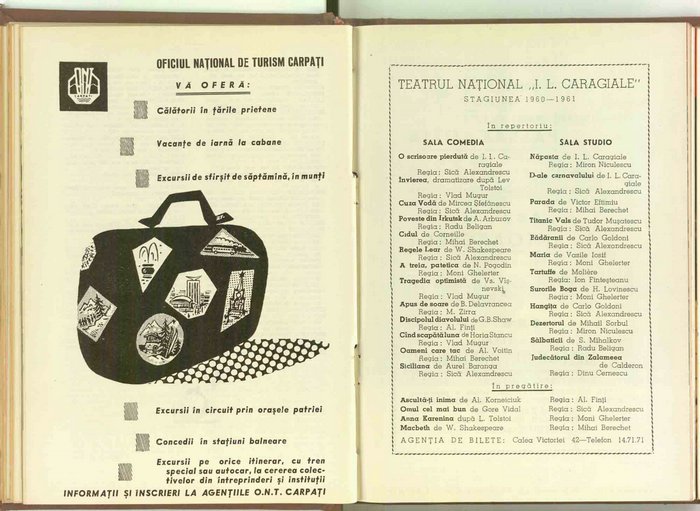 O.N.T.
CARPAȚI
OFICIUL NAȚIONAL DE TURISM CARPAȚI
VĂ OFERĂ:
Călătorii în țările prietene
Vacanțe de iarnă la cabane
Excursii de sfîrșit de săptămînă, în munți
Excursii în circuit prin orașele patriei
Concedii în stațiuni balneare
Excursii pe orice itinerar, cu tren
special sau autocar, la cererea colec-
tivelor din întreprinderi și instituții
INFORMAȚII ȘI INSCRIERI LA AGENȚIILE O.N.T. CARPAȚI
TEATRUL NAȚIONAL „I. L. CARAGIALE"
STAGIUNEA 1960—1961
În repertoriu:
SALA COMEDIA
O scrisoare pierdută de I. L. Ca-
ragiale
Regia: Sică Alexandrescu
Invierea, dramatizare după Lev
Tolstoi
Regia: Vlad Mugur
Cuza Vodă de Mircea Ștefănescu
Regia: Sică Alexandrescu
Poveste din Irkutsk de A. Arbuzov
Regia: Radu Beligan
Cidul de Corneille
Regia: Mihai Berechet
Regele Lear de W. Shakespeare
Regia: Sică Alexandrescu
A treia, patetica de N. Pogodin
Regia: Moni Ghelerter
Tragedia optimistă de Vs. Viș-
nevski
Regia: Vlad Mugur
Apus de soare de B. Delavrancea
Regia: M. Zirra
Discipolul diavolului de G.B. Shaw
Regia: Al. Finți
Cînd scapătă luna de Horia Stancu
Regia: Vlad Mugur
Oameni care tac de Al. Voitin
Regia: Mihai Berechet
Siciliana de Aurel Baranga
Regia: Sică Alexandrescu
SALA STUDIO
Năpasta de I. L. Caragiale
Regia: Miron Niculescu
D-ale carnavalului de I. L. Cara-
giale
Regia: Sică Alexandrescu
Parada de Victor Eftimiu
Regia: Mihai Berechet
Titanic Vals de Tudor Mușatescu
Regia: Sică Alexandrescu
Bădăranii de Carlo Goldoni
Regia: Sică Alexandrescu
Maria de Vasile Iosif
Regia: Moni Ghelerter
Tartuffe de Molière
Regia: Ion Finteșteanu
Surorile Boga de H. Lovinescu
Regia: Moni Ghelerter
Hangița de Carlo Goldoni
Regia: Sică Alexandrescu
Dezertorul de Mihail Sorbul
Regia: Miron Niculescu
Sălbaticii de S. Mihalkov
Regia: Radu Beligan
Judecătorul din Zalameea
de Calderon
Regia: Dinu Cernescu
În pregătire:
Ascultă-ți inima de Al. Korneiciuk Regia: Al. Finți
Omul cel mai bun de Gore Vidal Regia: Sică Alexandrescu
Anna Karenina după L. Tolstoi Regia: Moni Ghelerter
Macbeth de W. Shakespeare Regia: Mihai Berechet
AGENȚIA DE BILETE: Calea Victoriei 42—Telefon 14.71.71